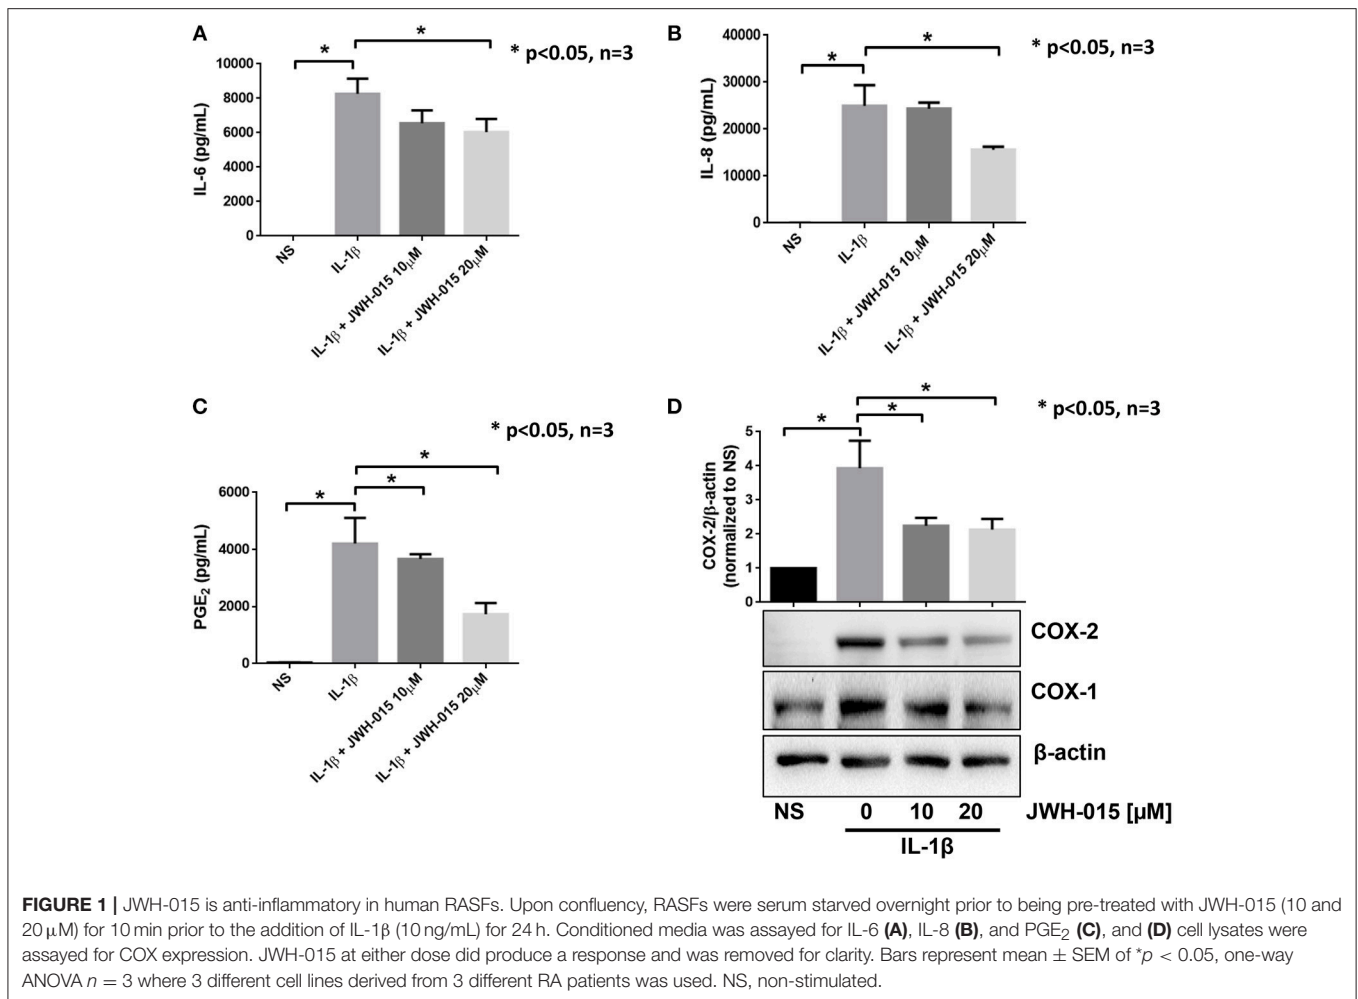 A
*
*
* p<0.05, n=3
IL-6 (pg/mL)
10000
8000
6000
4000
2000
0
NS
IL-1β
IL-1β + JWH-015 10μM
IL-1β + JWH-015 20μM
B
*
*
* p<0.05, n=3
IL-8 (pg/mL)
40000
30000
20000
10000
0
NS
IL-1β
IL-1β + JWH-015 10μM
IL-1β + JWH-015 20μM
C
* p<0.05, n=3
*
*
*
PGE₂ (pg/mL)
6000
4000
2000
0
NS
IL-1β
IL-1β + JWH-015 10μM
IL-1β + JWH-015 20μM
D
*
*
*
* p<0.05, n=3
COX-2/β-actin
(normalized to NS)
5
4
3
2
1
0
COX-2
COX-1
β-actin
NS 0 10 20 JWH-015 [μM]
IL-1β
FIGURE 1 | JWH-015 is anti-inflammatory in human RASFs. Upon confluency, RASFs were serum starved overnight prior to being pre-treated with JWH-015 (10 and
20 μM) for 10 min prior to the addition of IL-1β (10 ng/mL) for 24 h. Conditioned media was assayed for IL-6 (A), IL-8 (B), and PGE₂ (C), and (D) cell lysates were
assayed for COX expression. JWH-015 at either dose did produce a response and was removed for clarity. Bars represent mean ± SEM of *p < 0.05, one-way
ANOVA n = 3 where 3 different cell lines derived from 3 different RA patients was used. NS, non-stimulated.